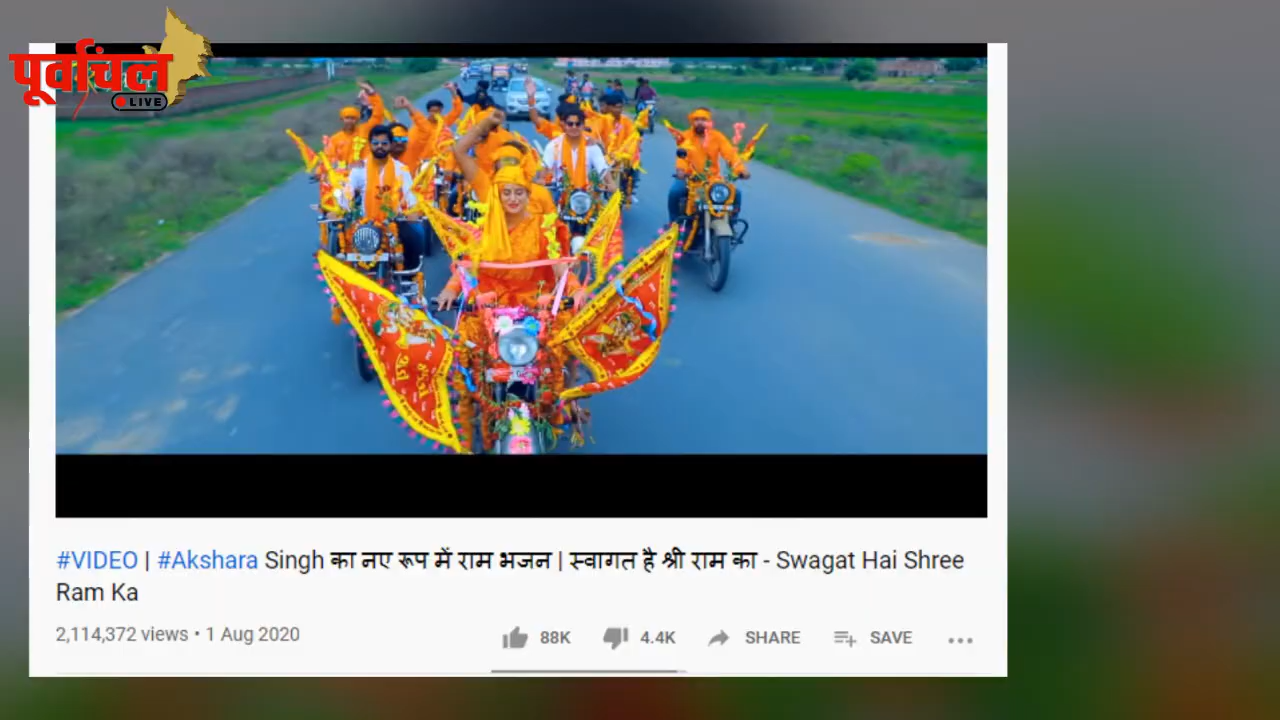 पूर्वांचल
LIVE
#VIDEO | #Akshara Singh का नए रूप में राम भजन | स्वागत है श्री राम का - Swagat Hai Shree
Ram Ka
2,114,372 views • 1 Aug 2020
88K 4.4K SHARE SAVE